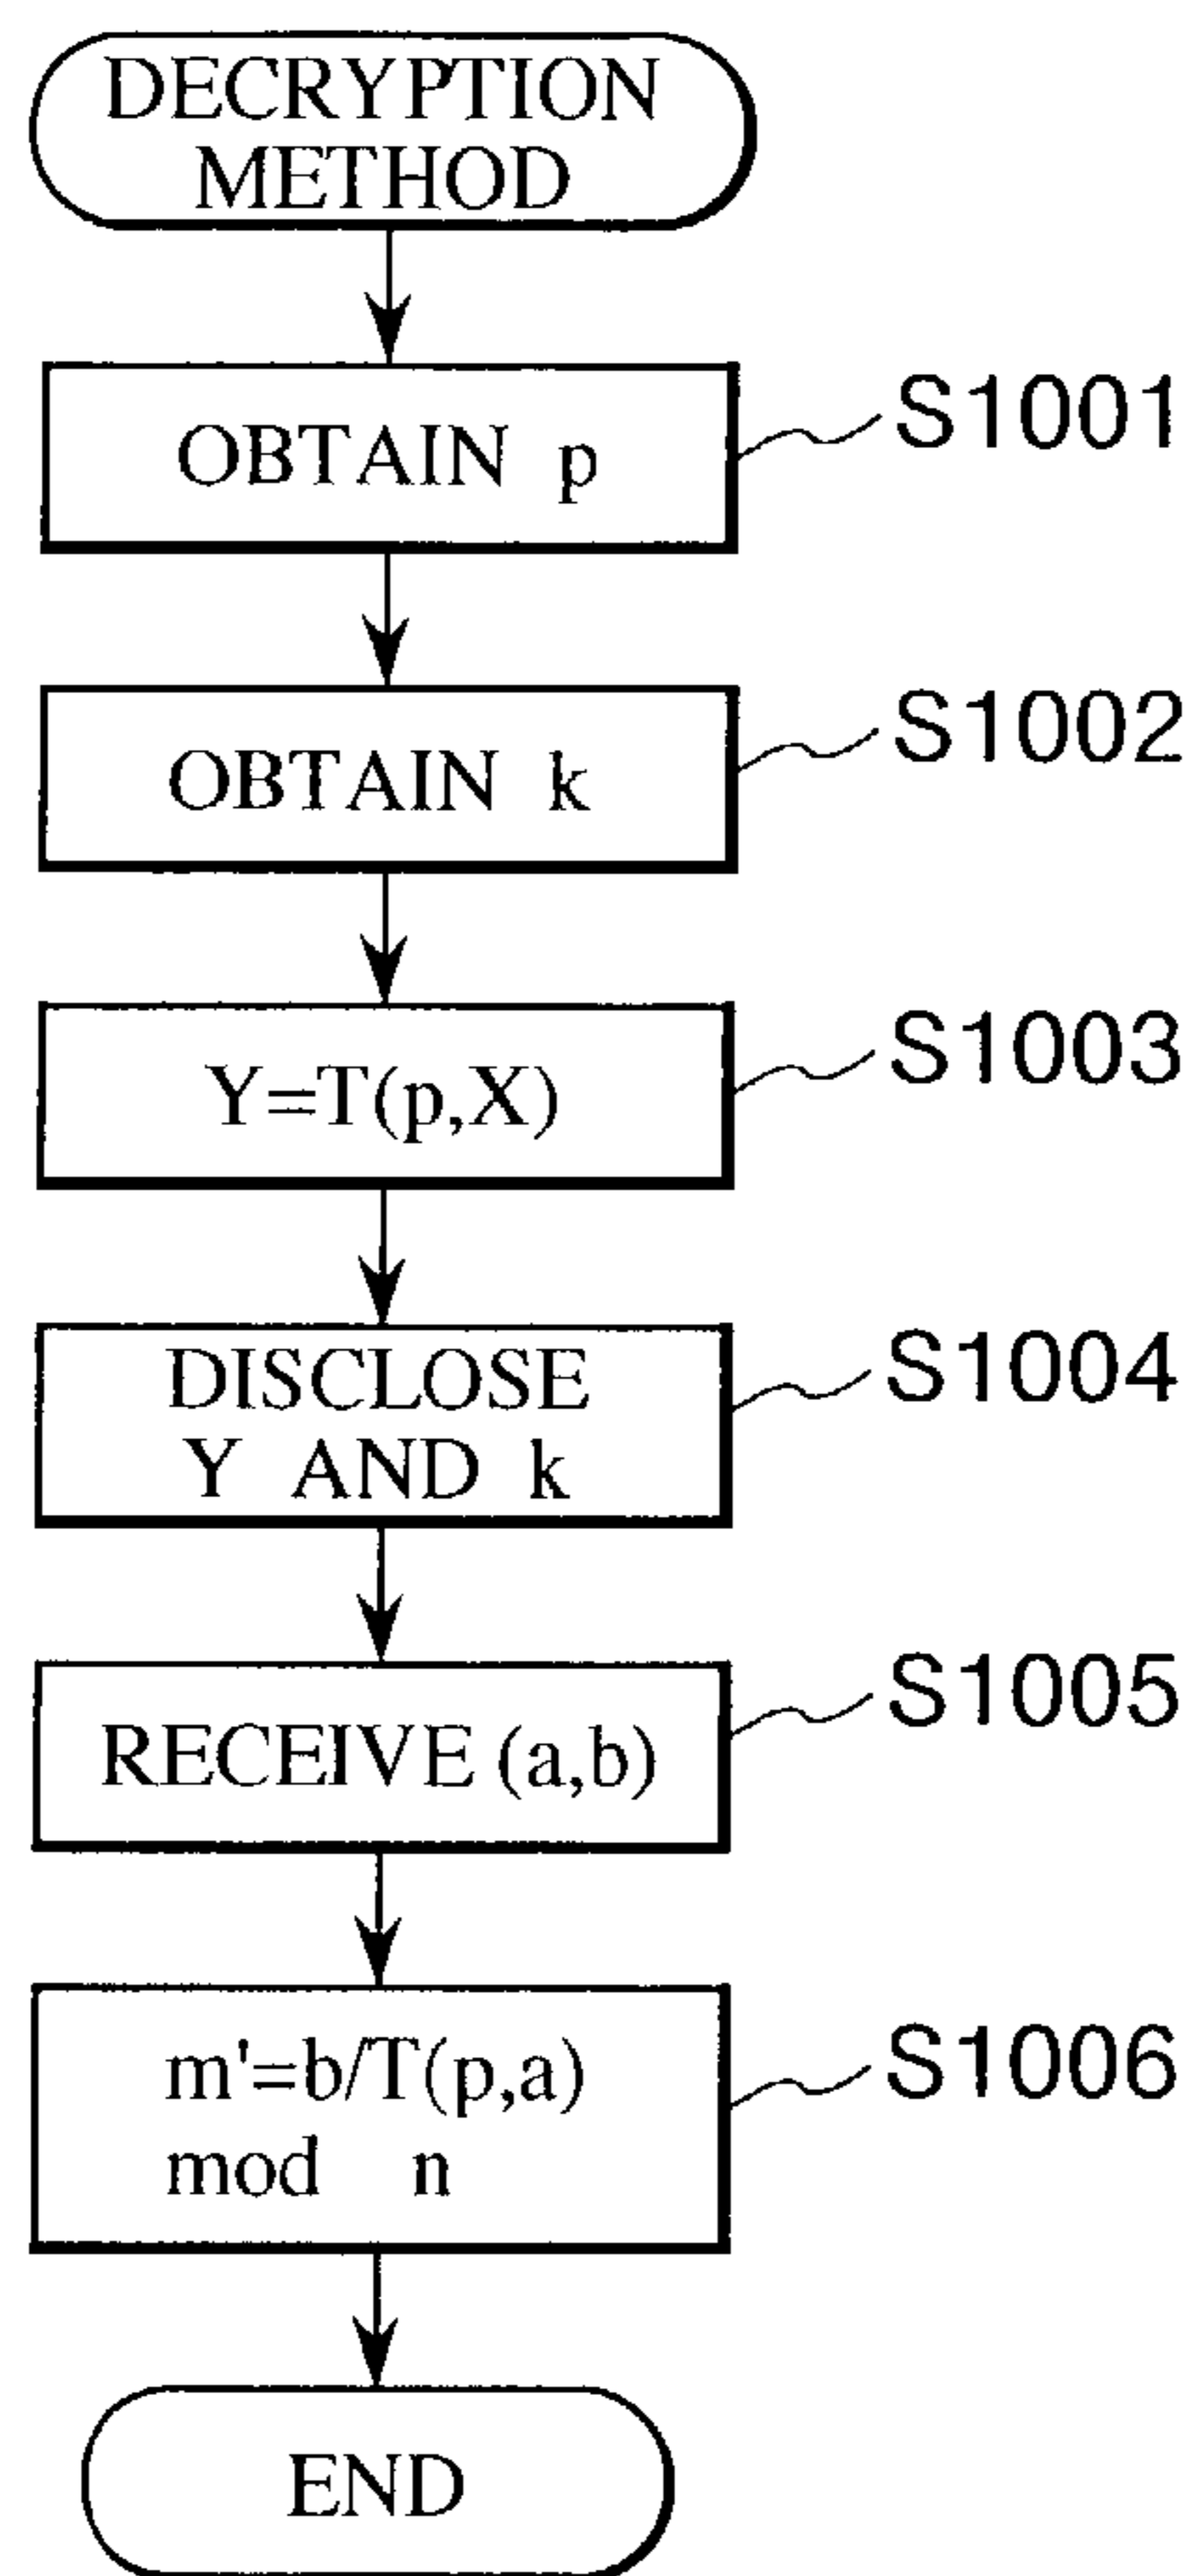 DECRYPTION
METHOD
OBTAIN p
S1001
OBTAIN k
S1002
Y=T(p,X)
S1003
DISCLOSE
Y AND k
S1004
RECEIVE (a,b)
S1005
m'=b/T(p,a)
mod n
S1006
END